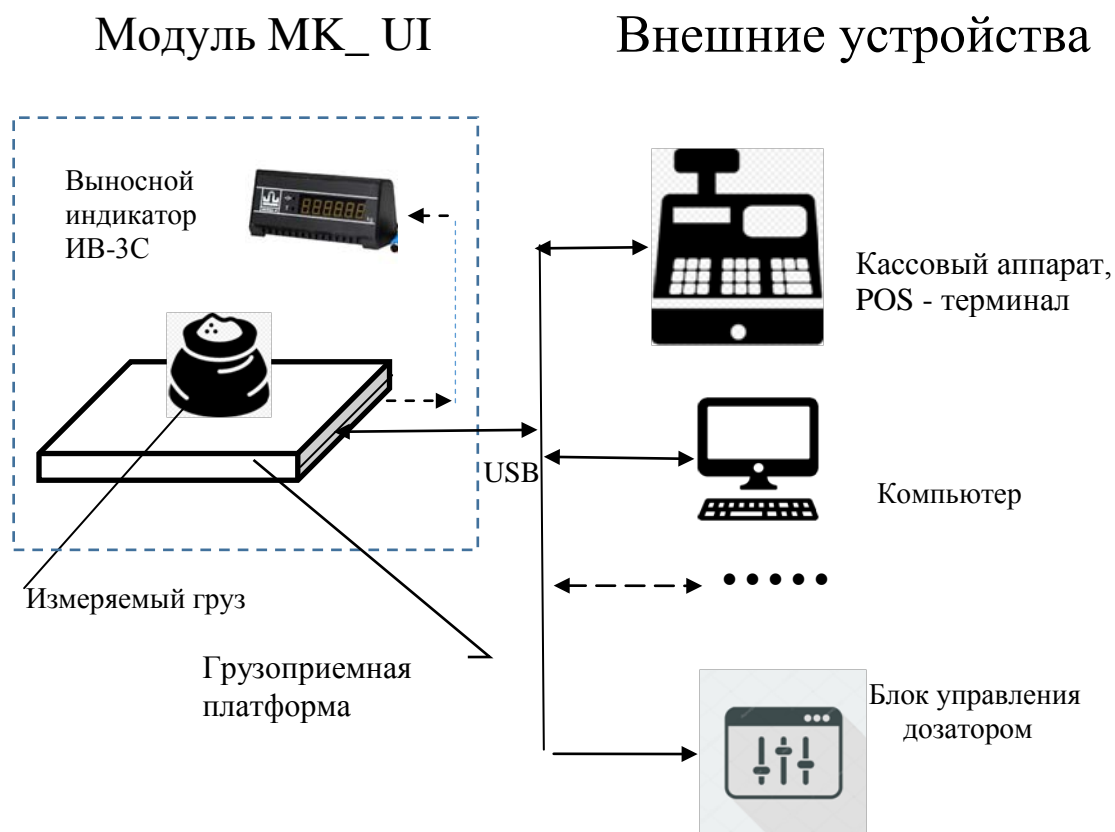 Модуль MK_ UI
Внешние устройства
Выносной
индикатор
ИВ-3С
Кассовый аппарат,
POS - терминал
USB
Компьютер
Измеряемый груз
Грузоприемная
платформа
Блок управления
дозатором